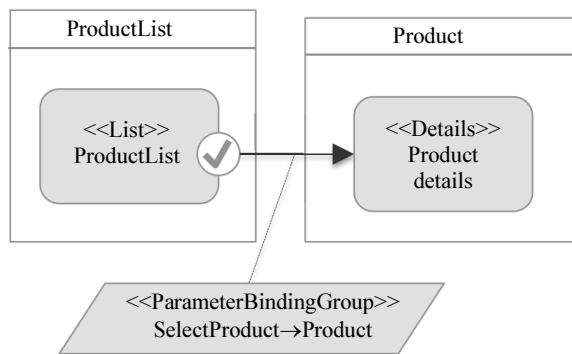 ProductList
Product
<<List>>
ProductList
<<Details>>
Product
details
<<ParameterBindingGroup>>
SelectProduct→Product